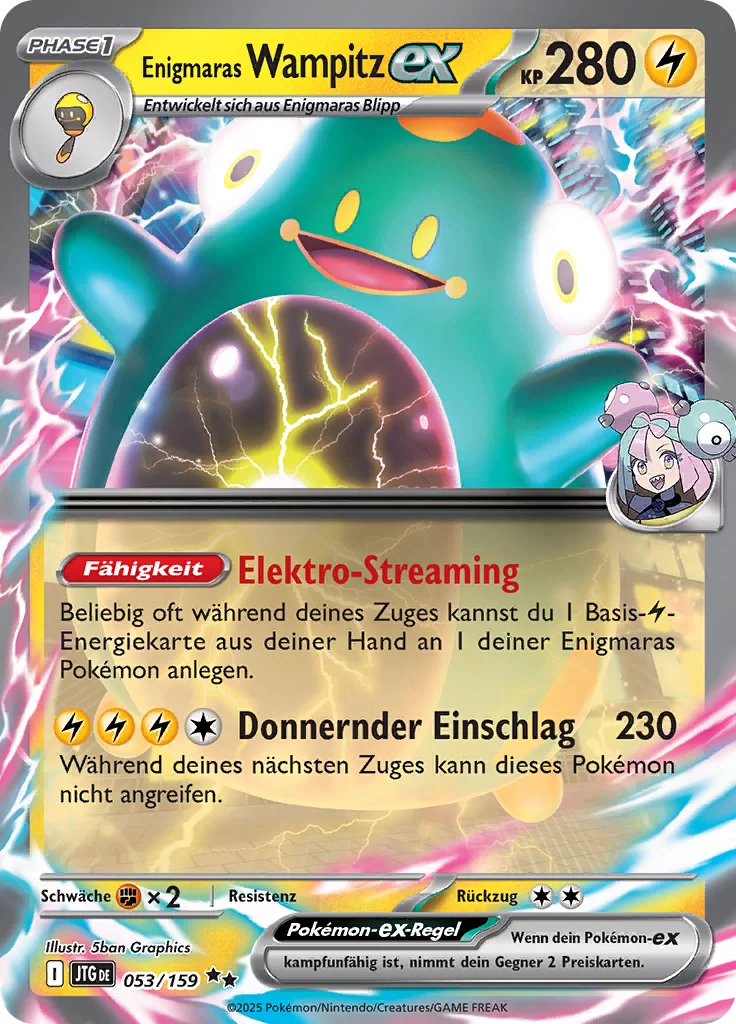 PHASE 1
Enigmaras Wampitz ex KP 280
Entwickelt sich aus Enigmaras Blipp
Fähigkeit Elektro-Streaming
Beliebig oft während deines Zuges kannst du 1 Basis- -
Energiekarte aus deiner Hand an 1 deiner Enigmaras
Pokémon anlegen.
Donnernder Einschlag 230
Während deines nächsten Zuges kann dieses Pokémon
nicht angreifen.
Schwäche ×2 Resistenz Rückzug
Illustr. 5ban Graphics
Pokémon-ex-Regel Wenn dein Pokémon-ex
kampfunfähig ist, nimmt dein Gegner 2 Preiskarten.
I JTG DE 053/159 ★★
©2025 Pokémon/Nintendo/Creatures/GAME FREAK